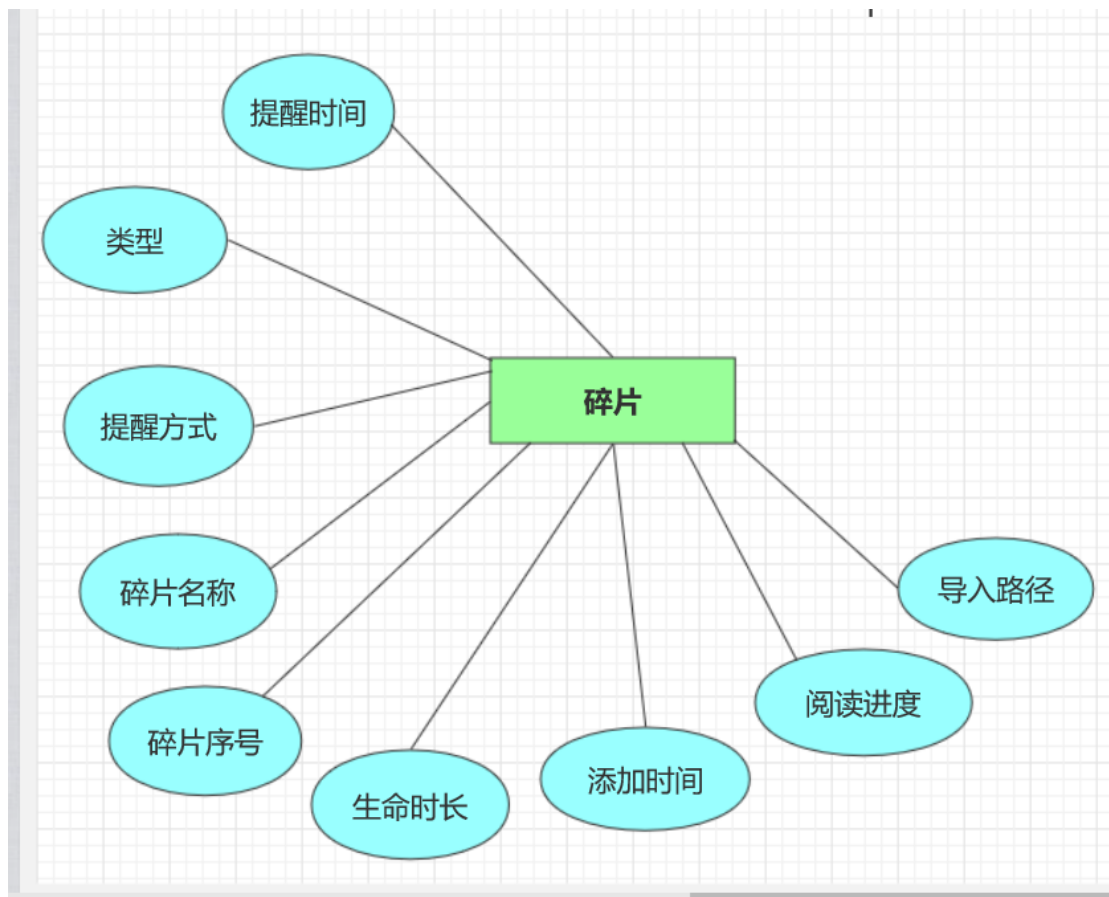 提醒时间
类型
碎片
提醒方式
碎片名称
导入路径
阅读进度
碎片序号
添加时间
生命时长